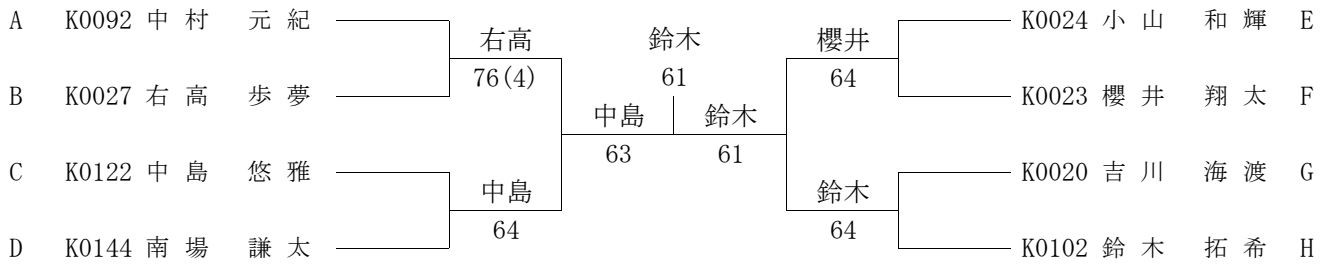 A K0092 中村 元紀
K0024 小山 和輝 E
右高 鈴木 櫻井
76(4) 61 64
B K0027 右高 歩夢
K0023 櫻井 翔太 F
中島 鈴木
63 61
C K0122 中島 悠雅
K0020 吉川 海渡 G
中島 鈴木
64 64
D K0144 南場 謙太
K0102 鈴木 拓希 H